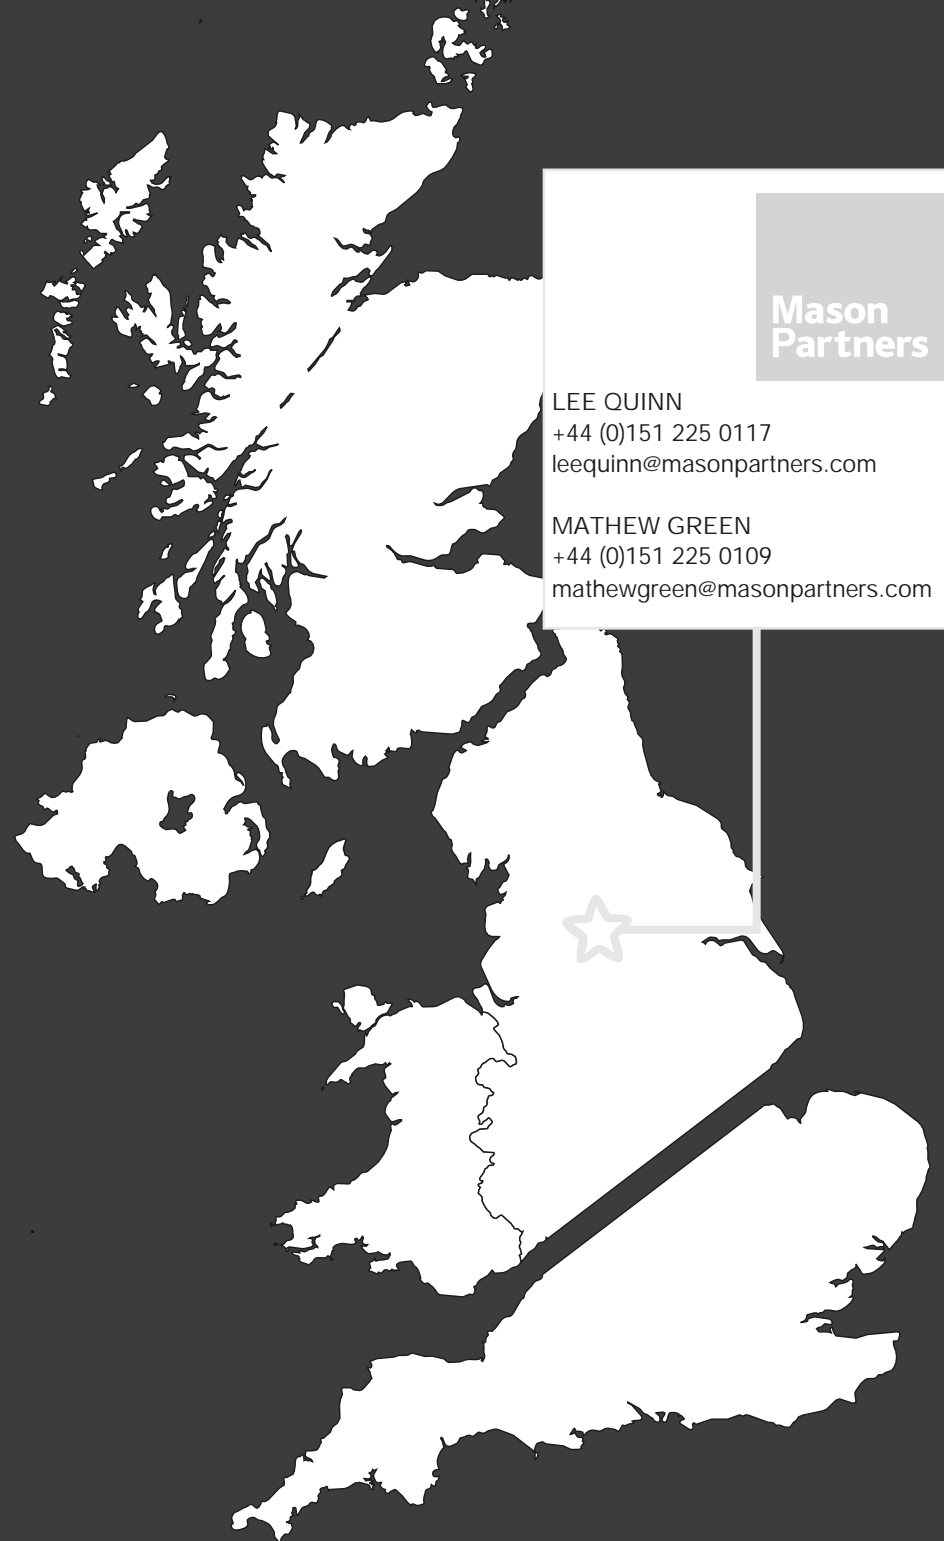 Mason
Partners
LEE QUINN
+44 (0)151 225 0117
leequinn@masonpartners.com
MATHEW GREEN
+44 (0)151 225 0109
mathewgreen@masonpartners.com